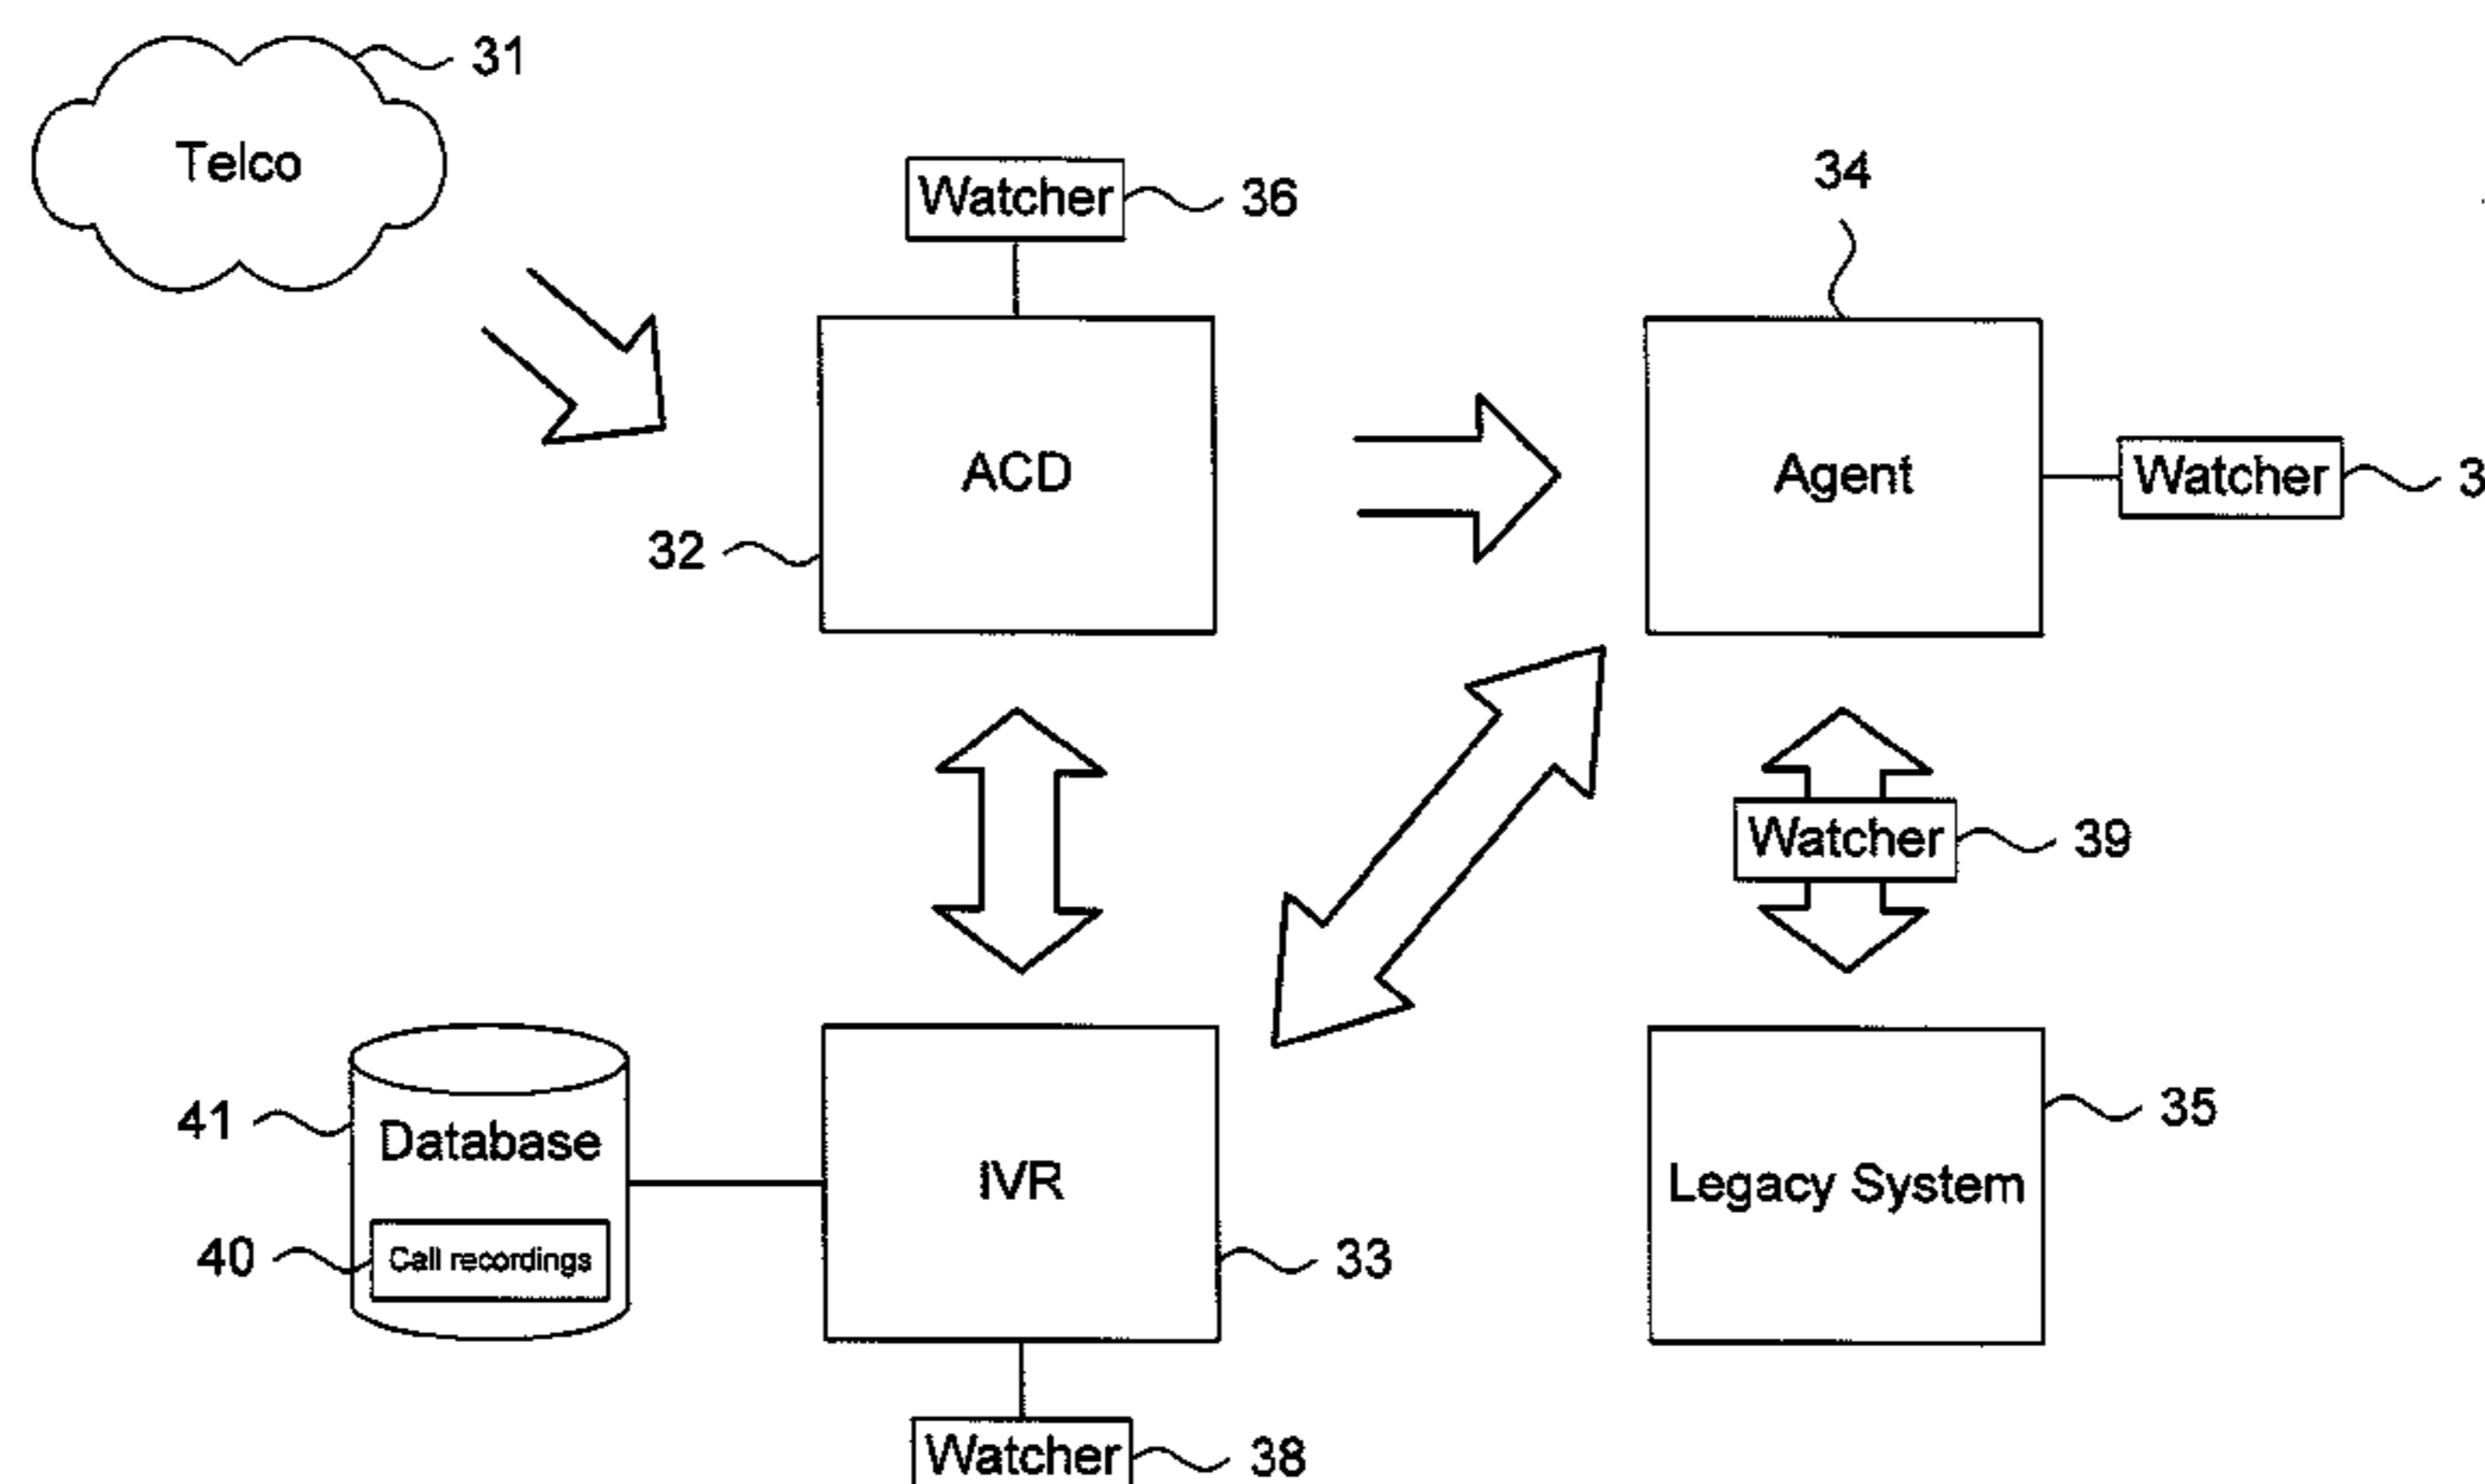 31
Telco
Watcher
36
34
ACD
Agent
Watcher
3
32
Watcher
39
41
Database
IVR
Legacy System
35
40
Call recordings
33
Watcher
38